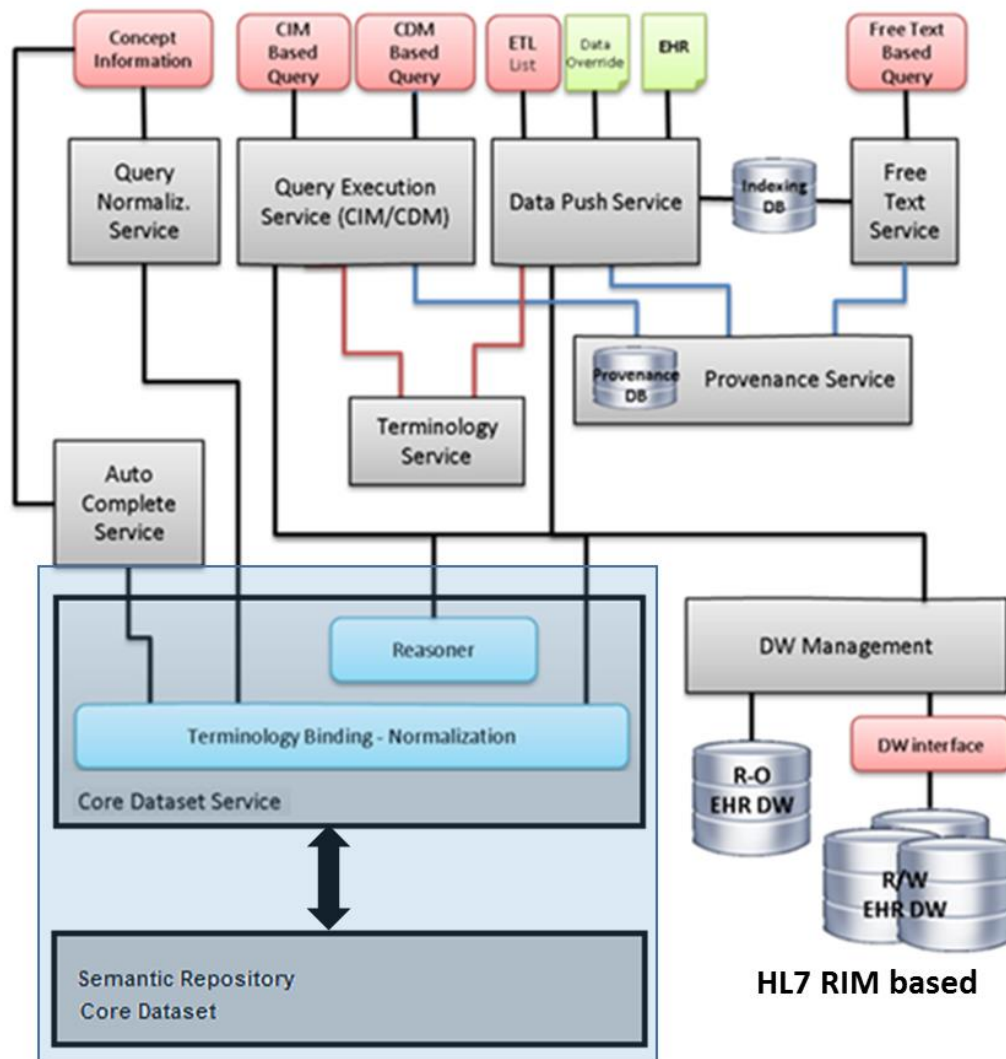 Concept
Information
CIM
Based
Query
CDM
Based
Query
ETL
List
Data
Override
EHR
Free Text
Based
Query
Query
Normaliz.
Service
Query Execution
Service (CIM/CDM)
Data Push Service
Indexing
DB
Free
Text
Service
Provenance
DB
Provenance Service
Terminology
Service
Auto
Complete
Service
Reasoner
Terminology Binding - Normalization
Core Dataset Service
DW Management
DW interface
R-O
EHR DW
R/W
EHR DW
HL7 RIM based
Semantic Repository
Core Dataset